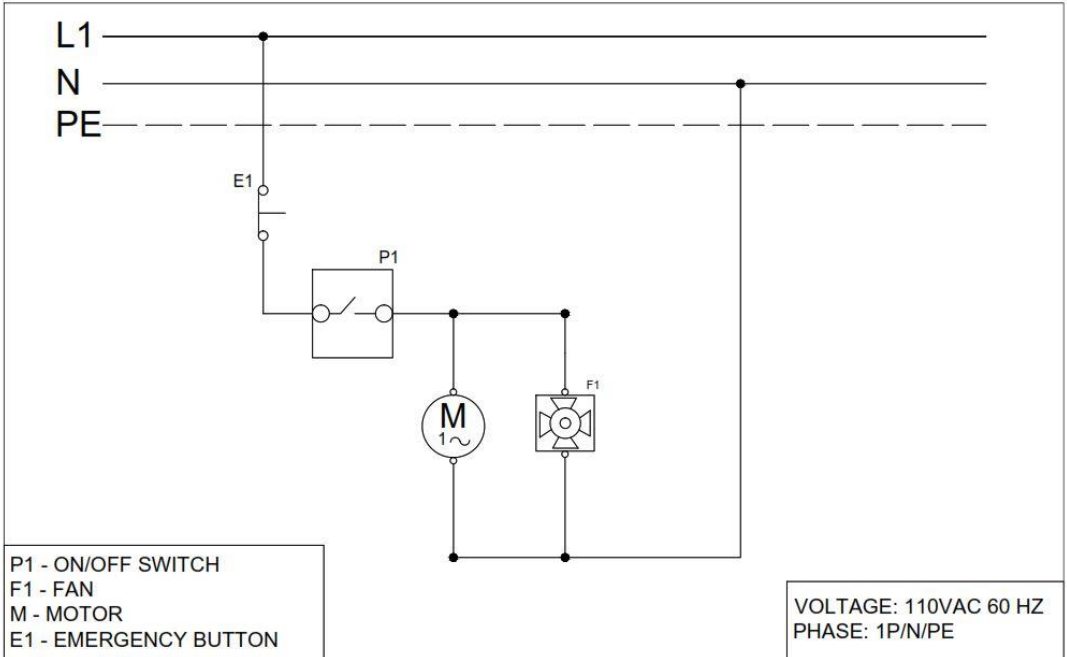 L1
N
PE
E1
P1
F1
M
1~
P1 - ON/OFF SWITCH
F1 - FAN
M - MOTOR
E1 - EMERGENCY BUTTON
VOLTAGE: 110VAC 60 HZ
PHASE: 1P/N/PE